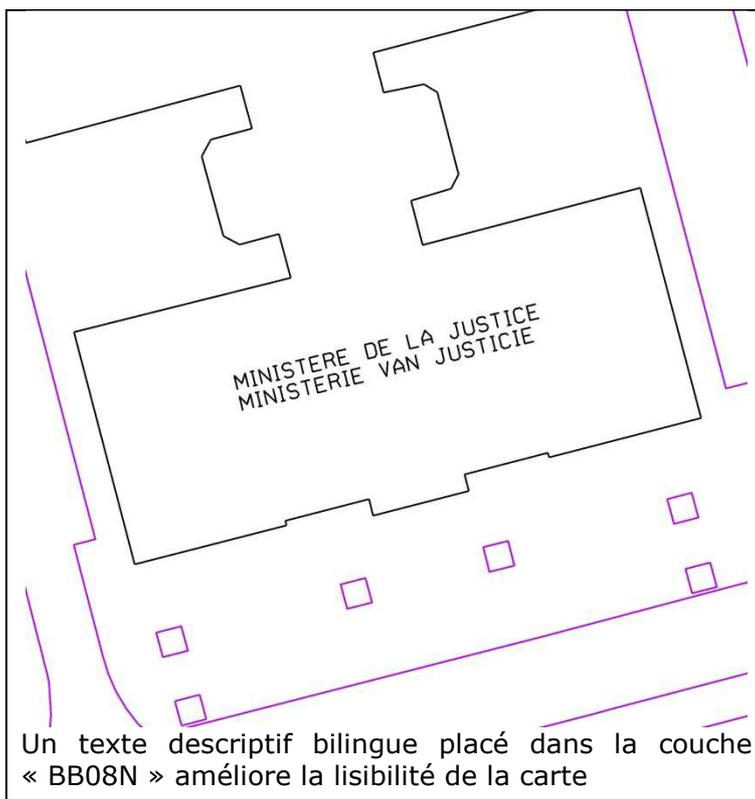 MINISTERE DE LA JUSTICE
MINISTERIE VAN JUSTICIE
Un texte descriptif bilingue placé dans la couche
« BB08N » améliore la lisibilité de la carte